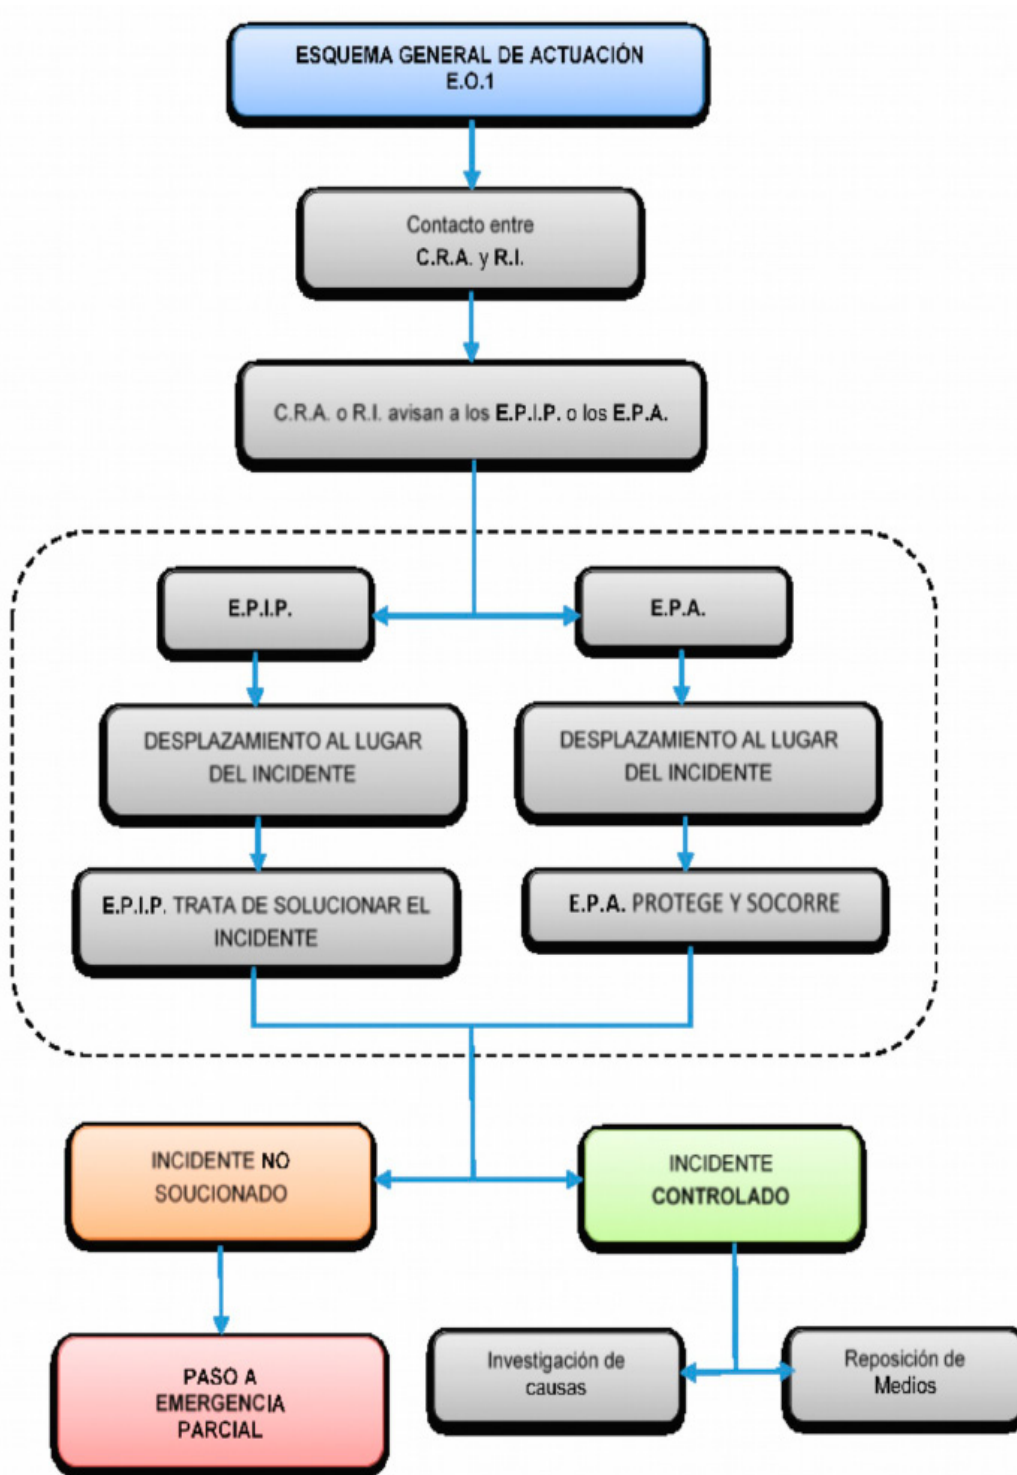 ESQUEMA GENERAL DE ACTUACIÓN
E.O.1
Contacto entre
C.R.A. y R.I.
C.R.A. o R.I. avisan a los E.P.I.P. o los E.P.A.
E.P.I.P.
E.P.A.
DESPLAZAMIENTO AL LUGAR
DEL INCIDENTE
DESPLAZAMIENTO AL LUGAR
DEL INCIDENTE
E.P.I.P. TRATA DE SOLUCIONAR EL
INCIDENTE
E.P.A. PROTEGE Y SOCORRE
INCIDENTE NO
SOUCIONADO
INCIDENTE
CONTROLADO
PASO A
EMERGENCIA
PARCIAL
Investigación de
causas
Reposición de
Medios